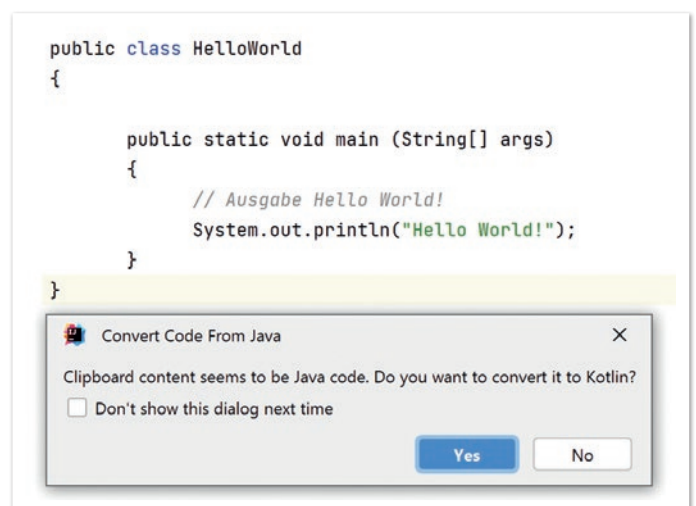 public class HelloWorld
{
public static void main (String[] args)
{
// Ausgabe Hello World!
System.out.println("Hello World!");
}
}
Convert Code From Java
Clipboard content seems to be Java code. Do you want to convert it to Kotlin?
Don't show this dialog next time
Yes No